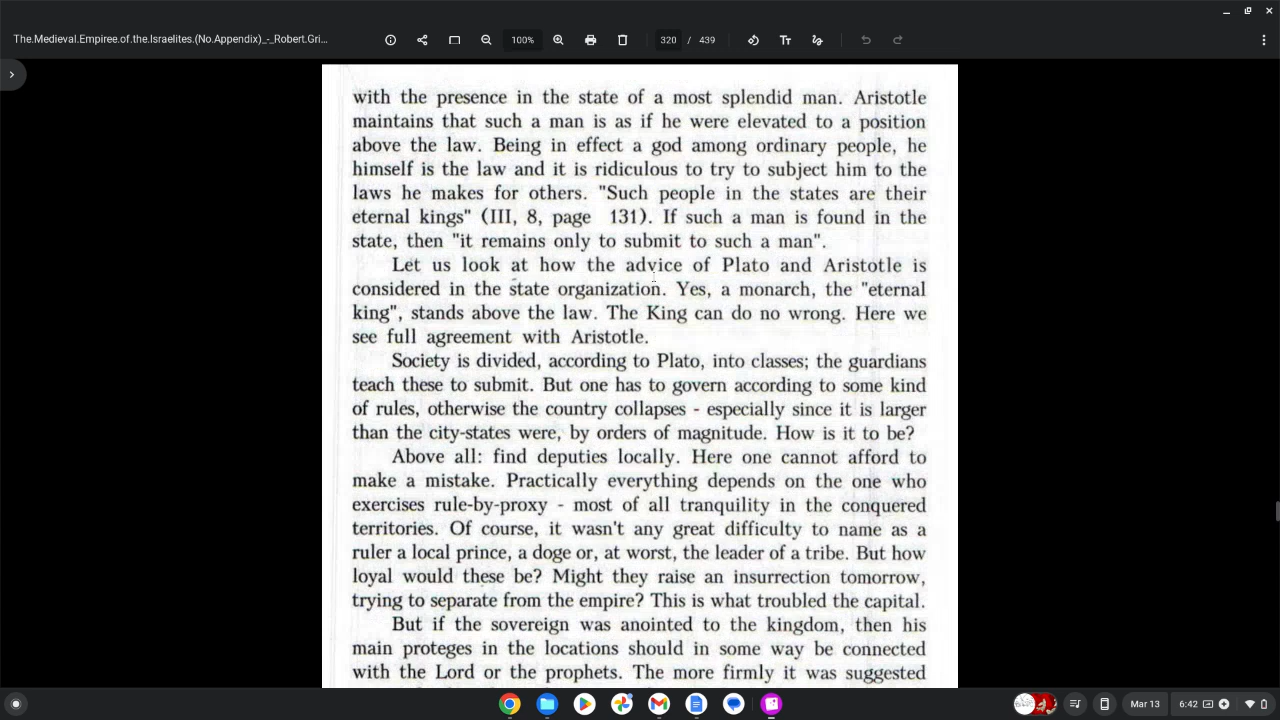 The.Medieval.Empiree.of.the.Israelites.(No.Appendix)_-_Robert.Gri...
100%
320 / 439
with the presence in the state of a most splendid man. Aristotle
maintains that such a man is as if he were elevated to a position
above the law. Being in effect a god among ordinary people, he
himself is the law and it is ridiculous to try to subject him to the
laws he makes for others. "Such people in the states are their
eternal kings" (III, 8, page 131). If such a man is found in the
state, then "it remains only to submit to such a man".
Let us look at how the advice of Plato and Aristotle is
considered in the state organization. Yes, a monarch, the "eternal
king", stands above the law. The King can do no wrong. Here we
see full agreement with Aristotle.
Society is divided, according to Plato, into classes; the guardians
teach these to submit. But one has to govern according to some kind
of rules, otherwise the country collapses - especially since it is larger
than the city-states were, by orders of magnitude. How is it to be?
Above all: find deputies locally. Here one cannot afford to
make a mistake. Practically everything depends on the one who
exercises rule-by-proxy - most of all tranquility in the conquered
territories. Of course, it wasn't any great difficulty to name as a
ruler a local prince, a doge or, at worst, the leader of a tribe. But how
loyal would these be? Might they raise an insurrection tomorrow,
trying to separate from the empire? This is what troubled the capital.
But if the sovereign was anointed to the kingdom, then his
main proteges in the locations should in some way be connected
with the Lord or the prophets. The more firmly it was suggested
Mar 13
6:42